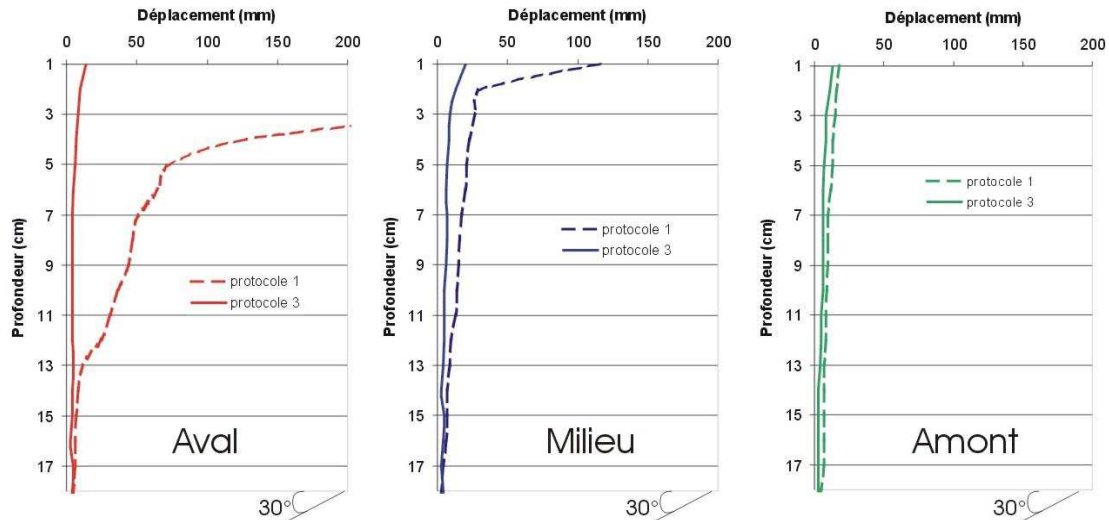 Déplacement (mm)
0 50 100 150 200
Profondeur (cm)
1
3
5
7
9
11
13
15
17
protocole 1
protocole 3
Aval
30°
Déplacement (mm)
0 50 100 150 200
Profondeur (cm)
1
3
5
7
9
11
13
15
17
protocole 1
protocole 3
Milieu
30°
Déplacement (mm)
0 50 100 150 200
Profondeur (cm)
1
3
5
7
9
11
13
15
17
protocole 1
protocole 3
Amont
30°